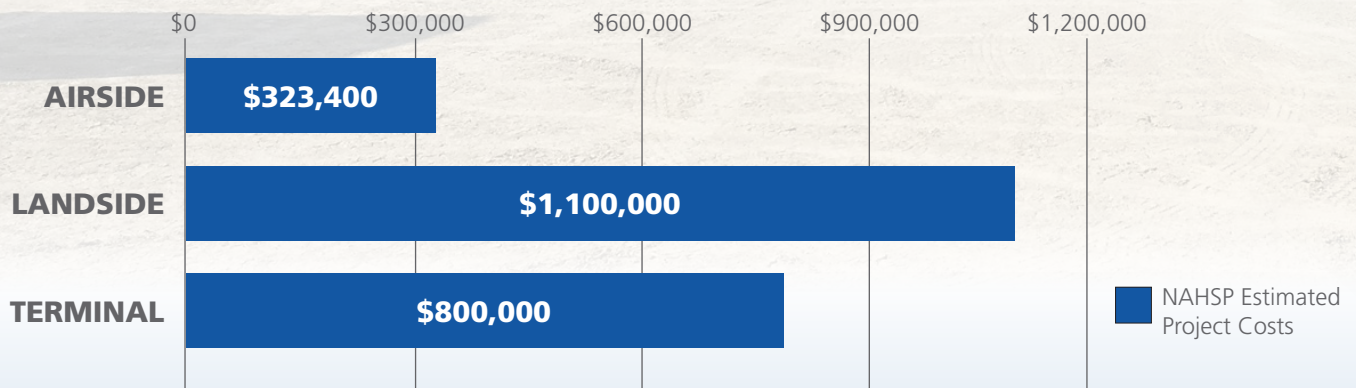 $0 $300,000 $600,000 $900,000 $1,200,000
AIRSIDE $323,400
LANDSIDE $1,100,000
TERMINAL $800,000
NAHSP Estimated
Project Costs